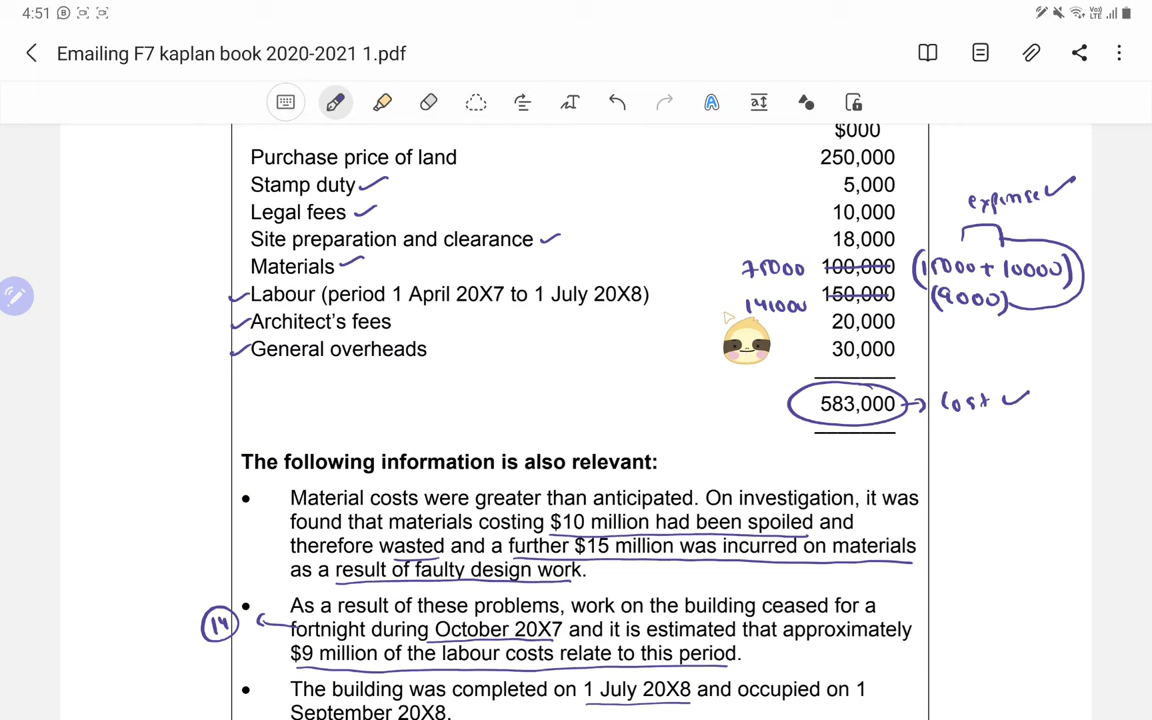 4:51
Vo))
LTE
Emailing F7 kaplan book 2020-2021 1.pdf
$000
Purchase price of land 250,000
Stamp duty 5,000
Legal fees 10,000
expense
Site preparation and clearance 18,000
Materials 75000 100,000 (15000 + 10000)
Labour (period 1 April 20X7 to 1 July 20X8) 150,000 (9000)
141000
Architect's fees 20,000
General overheads 30,000
583,000 → Cost
The following information is also relevant:
• Material costs were greater than anticipated. On investigation, it was
found that materials costing $10 million had been spoiled and
therefore wasted and a further $15 million was incurred on materials
as a result of faulty design work.
• As a result of these problems, work on the building ceased for a
14 fortnight during October 20X7 and it is estimated that approximately
$9 million of the labour costs relate to this period.
• The building was completed on 1 July 20X8 and occupied on 1
September 20X8.